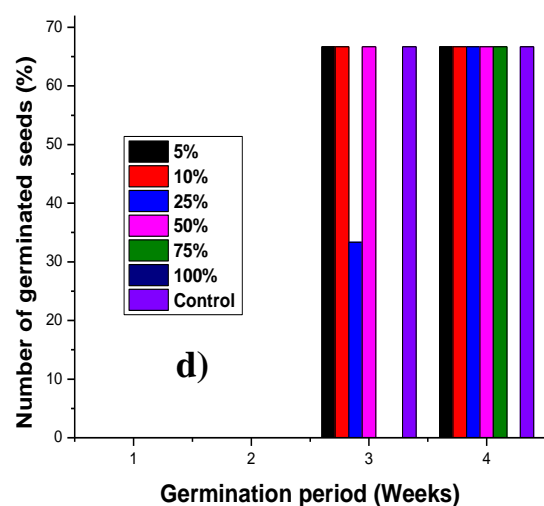 Number of germinated seeds (%)
70
60
50
40
30
20
10
0
5%
10%
25%
50%
75%
100%
Control
d)
1 2 3 4
Germination period (Weeks)